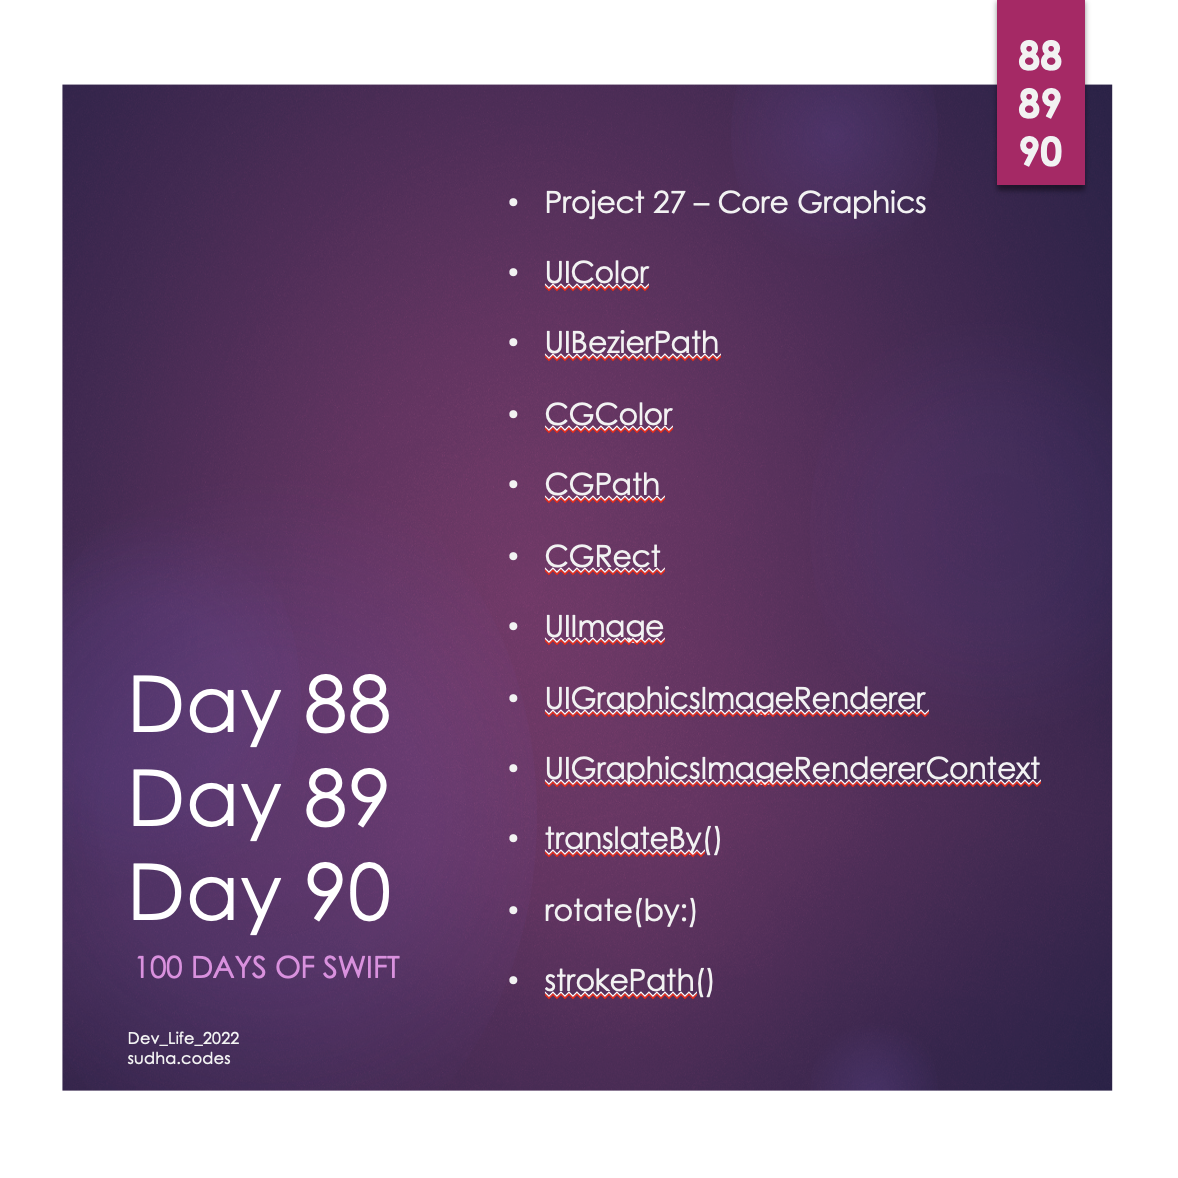 88
89
90
• Project 27 – Core Graphics
• UIColor
• UIBezierPath
• CGColor
• CGPath
• CGRect
• UIImage
• UIGraphicsImageRenderer
• UIGraphicsImageRendererContext
• translateBy()
• rotate(by:)
• strokePath()
Day 88
Day 89
Day 90
100 DAYS OF SWIFT
Dev_Life_2022
sudha.codes